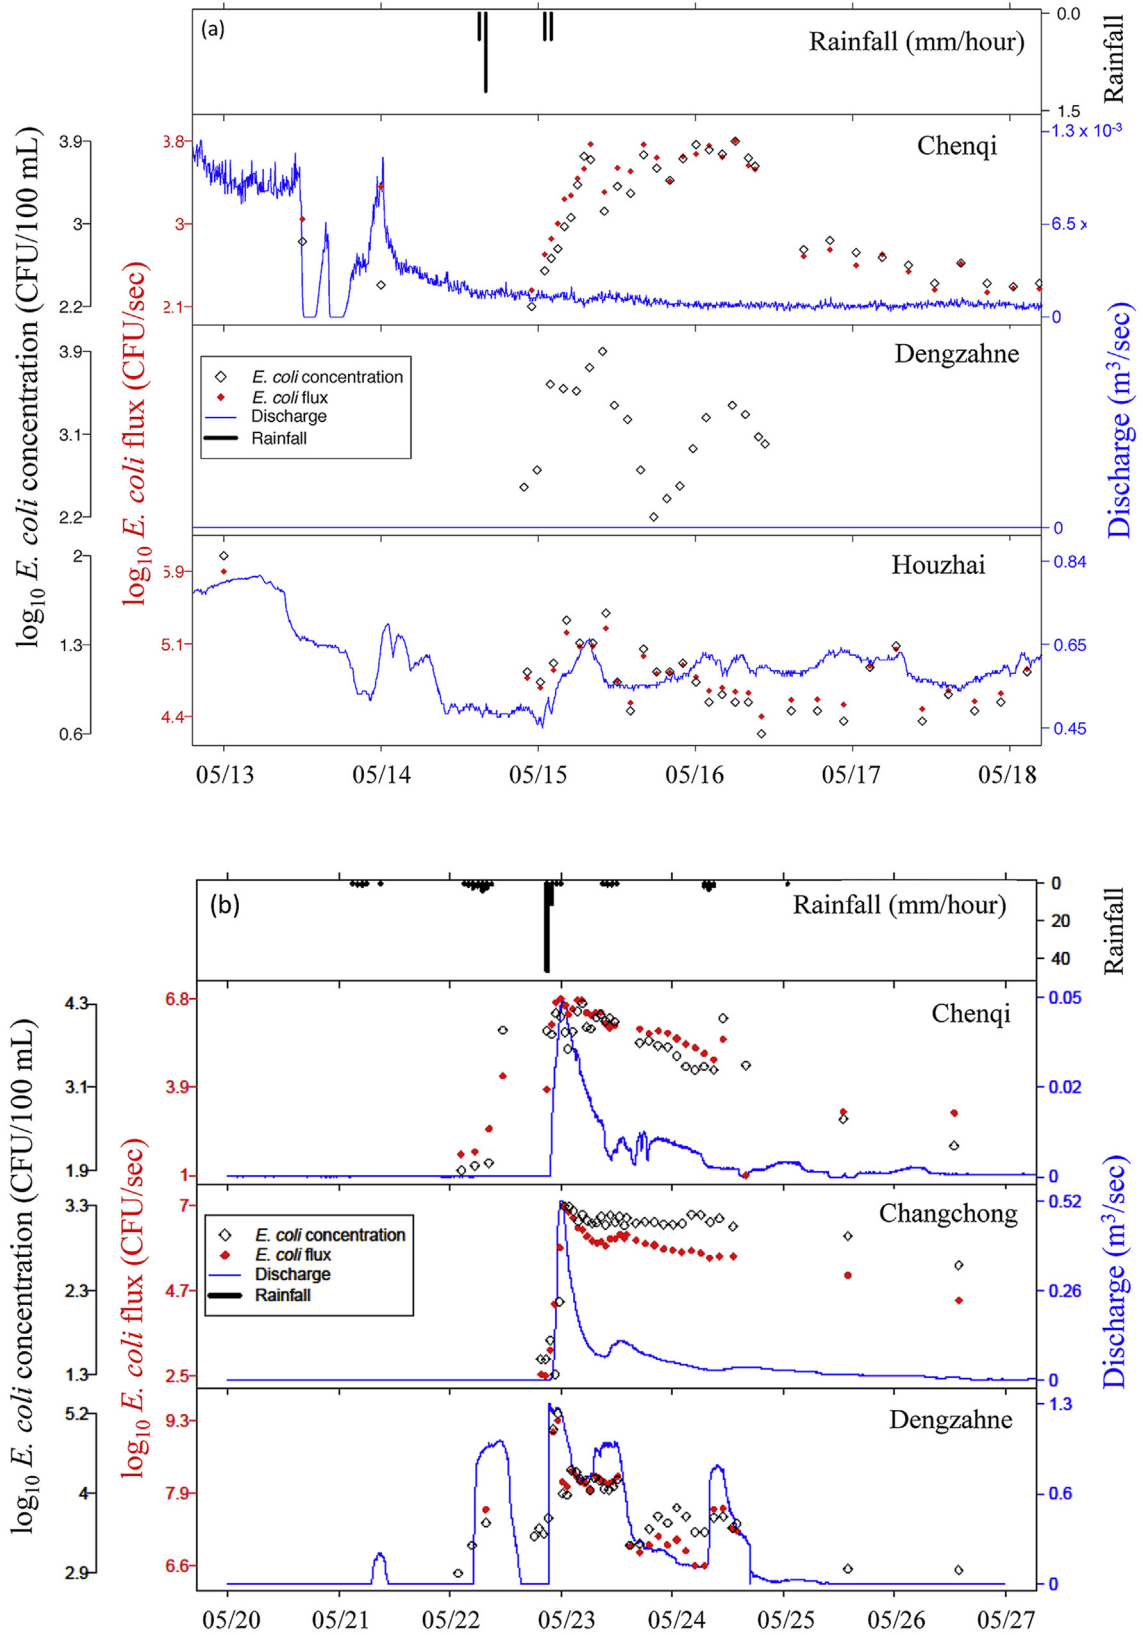 (a)
Rainfall (mm/hour)
0.0
1.5
Rainfall
log10 E. coli concentration (CFU/100 mL)
log10 E. coli flux (CFU/sec)
Discharge (m3/sec)
Chenqi
3.9
3
2.2
3.8
3
2.1
1.3 x 10-3
6.5 x
0
Dengzahne
3.9
3.1
2.2
E. coli concentration
E. coli flux
Discharge
Rainfall
0
Houzhai
2
1.3
0.6
5.9
5.1
4.4
0.84
0.65
0.45
05/13 05/14 05/15 05/16 05/17 05/18
(b)
Rainfall (mm/hour)
0
20
40
Rainfall
log10 E. coli concentration (CFU/100 mL)
log10 E. coli flux (CFU/sec)
Discharge (m3/sec)
Chenqi
4.3
3.1
1.9
6.8
3.9
1
0.05
0.02
0
Changchong
3.3
2.3
1.3
7
4.7
2.5
E. coli concentration
E. coli flux
Discharge
Rainfall
0.52
0.26
0
Dengzahne
5.2
4
2.9
9.3
7.9
6.6
1.3
0.6
0
05/20 05/21 05/22 05/23 05/24 05/25 05/26 05/27